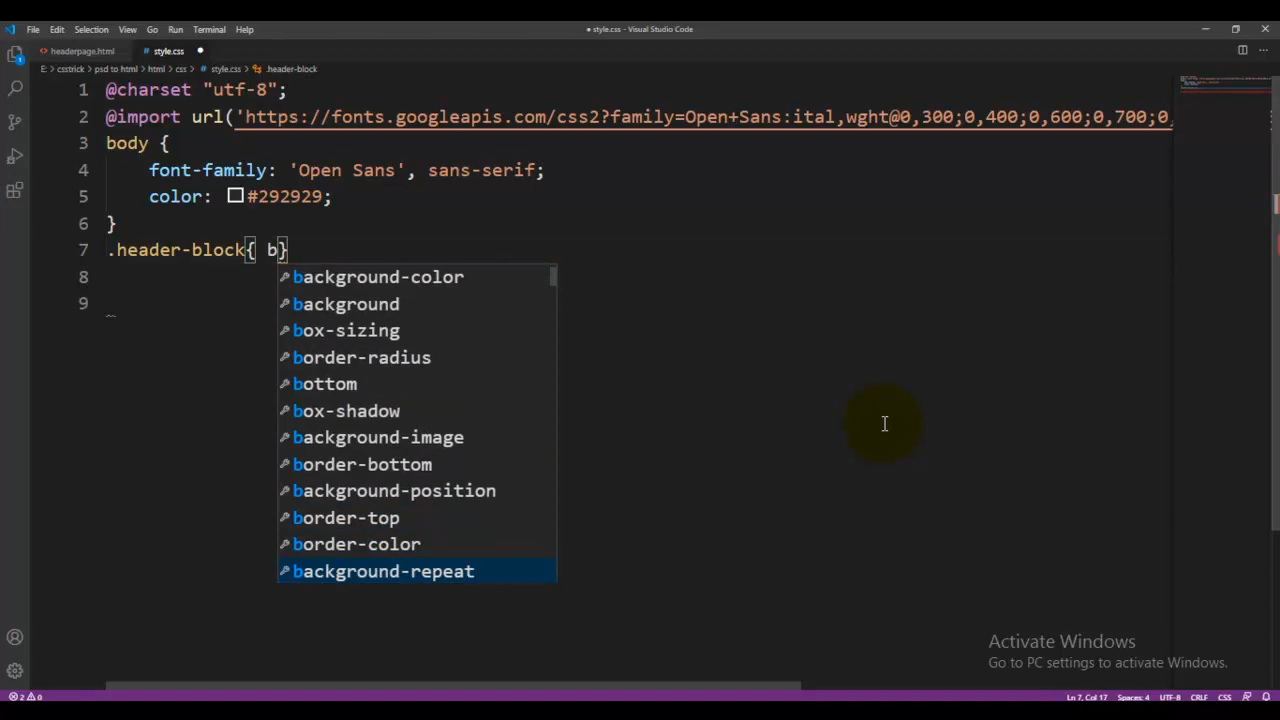 File Edit Selection View Go Run Terminal Help
● style.css - Visual Studio Code
headerpage.html # style.css ●
E: > csstrick > psd to html > html > css > # style.css > .header-block
1 @charset "utf-8";
2 @import url('https://fonts.googleapis.com/css2?family=Open+Sans:ital,wght@0,300;0,400;0,600;0,700;0,
3 body {
4 font-family: 'Open Sans', sans-serif;
5 color: #292929;
6 }
7 .header-block{ b}
8
9
background-color
background
box-sizing
border-radius
bottom
box-shadow
background-image
border-bottom
background-position
border-top
border-color
background-repeat
Activate Windows
Go to PC settings to activate Windows.
2 0 Ln 7, Col 17 Spaces: 4 UTF-8 CRLF CSS